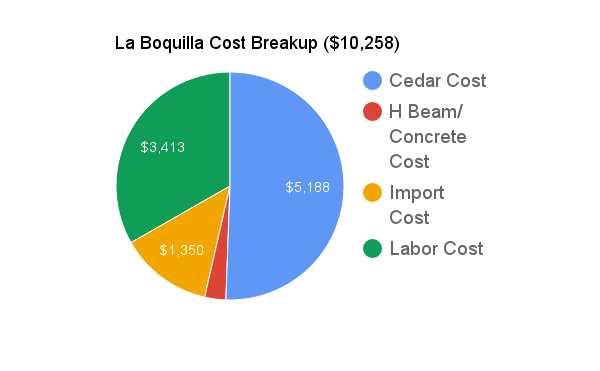 La Boquilla Cost Breakup ($10,258)
Cedar Cost
H Beam/
Concrete
Cost
Import
Cost
Labor Cost
$3,413
$5,188
$1,350